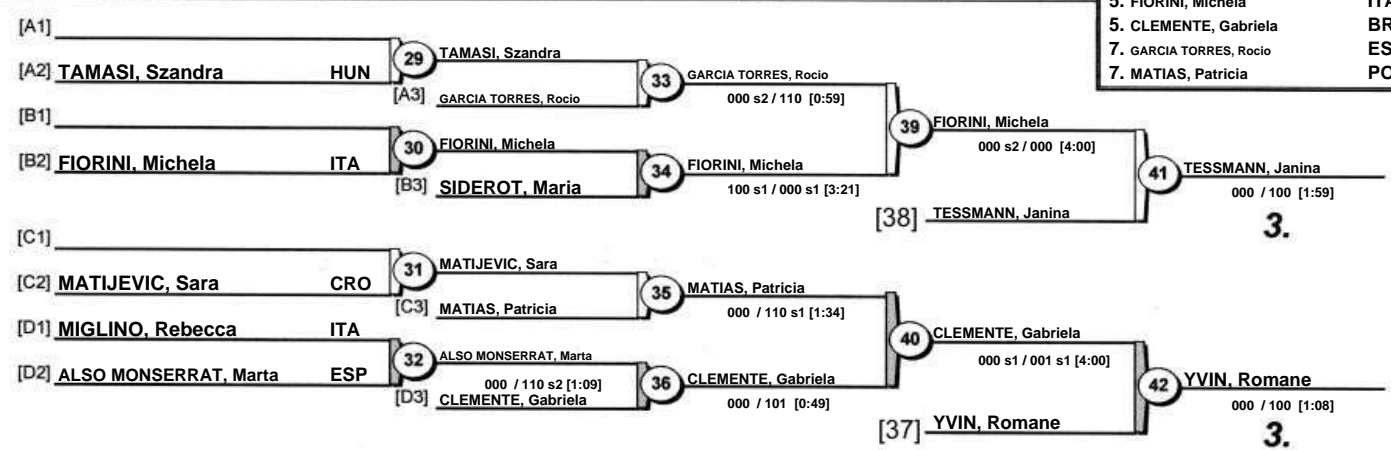 5. FIORINI, Michela
5. CLEMENTE, Gabriela BR
7. GARCIA TORRES, Rocio ES
7. MATIAS, Patricia PO
[A1]
[A2] TAMASI, Szandra HUN
29 TAMASI, Szandra
[A3] GARCIA TORRES, Rocio
33 GARCIA TORRES, Rocio
000 s2 / 110 [0:59]
[B1]
[B2] FIORINI, Michela ITA
30 FIORINI, Michela
[B3] SIDEROT, Maria
34 FIORINI, Michela
100 s1 / 000 s1 [3:21]
39 FIORINI, Michela
000 s2 / 000 [4:00]
[38] TESSMANN, Janina
41 TESSMANN, Janina
000 / 100 [1:59]
3.
[C1]
[C2] MATIJEVIC, Sara CRO
31 MATIJEVIC, Sara
[C3] MATIAS, Patricia
35 MATIAS, Patricia
000 / 110 s1 [1:34]
[D1] MIGLINO, Rebecca ITA
[D2] ALSO MONSERRAT, Marta ESP
32 ALSO MONSERRAT, Marta
000 / 110 s2 [1:09]
[D3] CLEMENTE, Gabriela
36 CLEMENTE, Gabriela
000 / 101 [0:49]
40 CLEMENTE, Gabriela
000 s1 / 001 s1 [4:00]
[37] YVIN, Romane
42 YVIN, Romane
000 / 100 [1:08]
3.